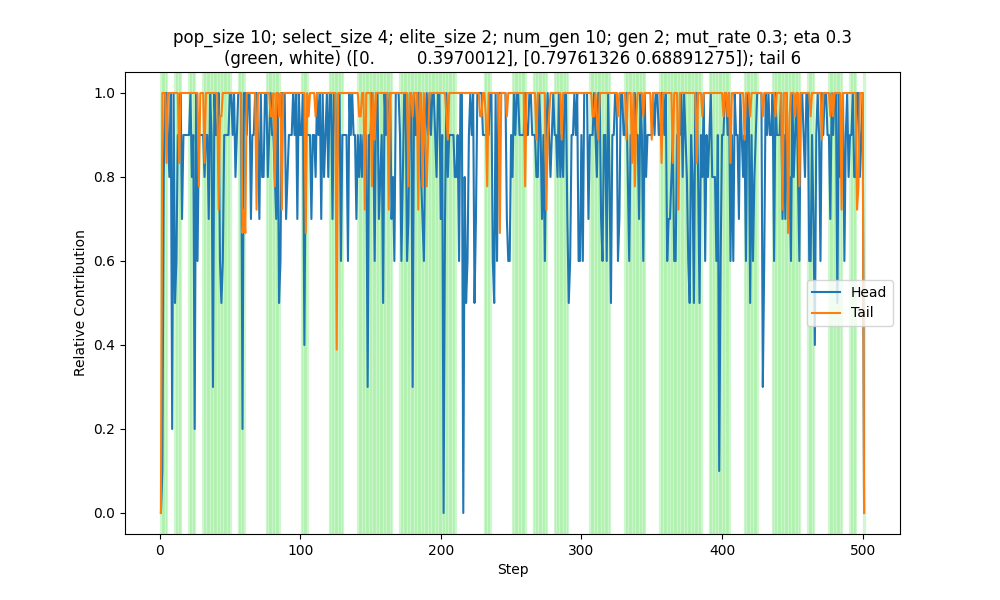 pop_size 10; select_size 4; elite_size 2; num_gen 10; gen 2; mut_rate 0.3; eta 0.3
(green, white) ([0. 0.3970012], [0.79761326 0.68891275]); tail 6
1.0
0.8
0.6
0.4
0.2
0.0
Relative Contribution
Head
Tail
0
100
200
300
400
500
Step